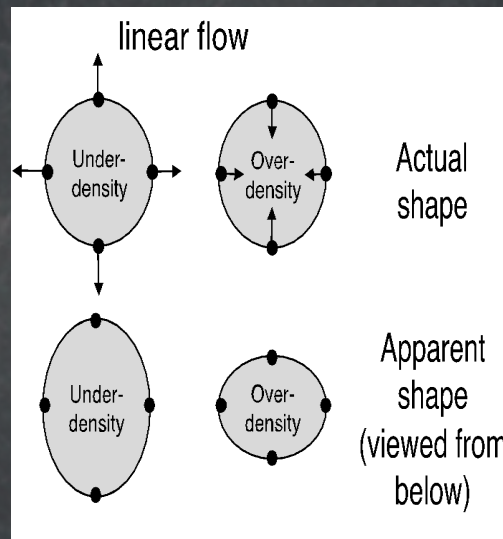 linear flow
Under-
density
Over-
density
Actual
shape
Under-
density
Over-
density
Apparent
shape
(viewed from
below)